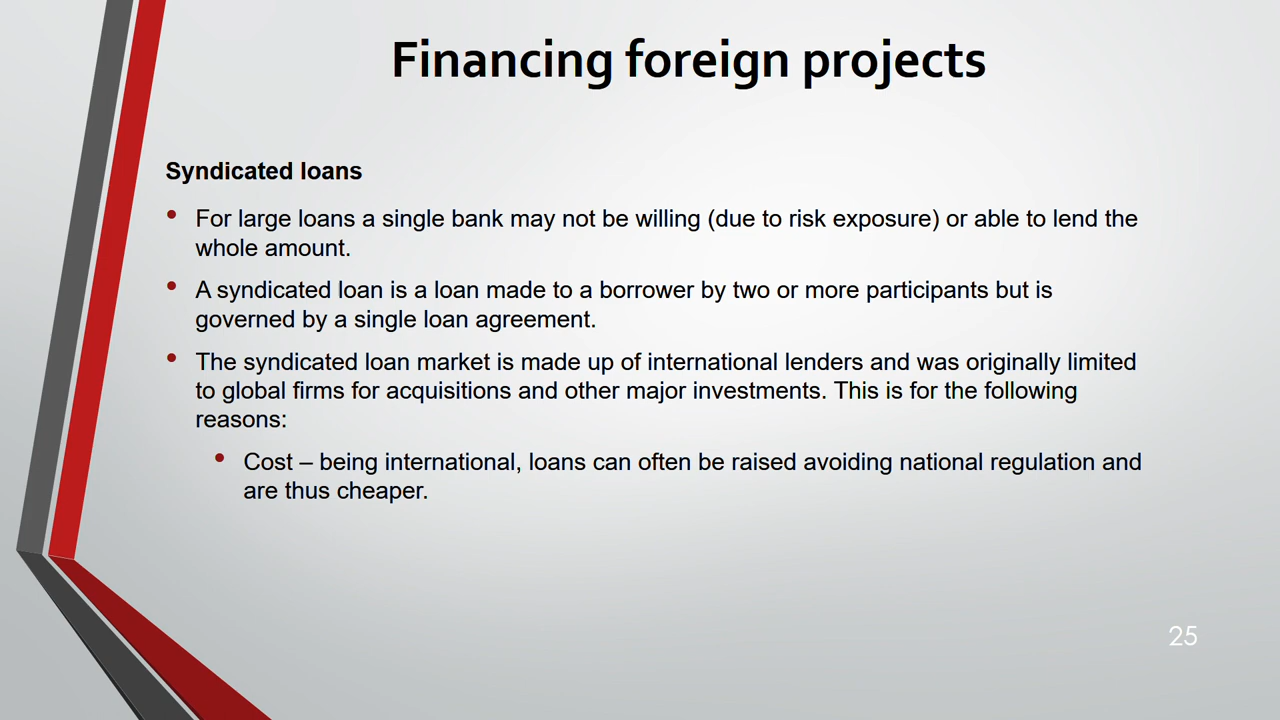 Financing foreign projects
Syndicated loans
• For large loans a single bank may not be willing (due to risk exposure) or able to lend the
whole amount.
• A syndicated loan is a loan made to a borrower by two or more participants but is
governed by a single loan agreement.
• The syndicated loan market is made up of international lenders and was originally limited
to global firms for acquisitions and other major investments. This is for the following
reasons:
• Cost – being international, loans can often be raised avoiding national regulation and
are thus cheaper.
25